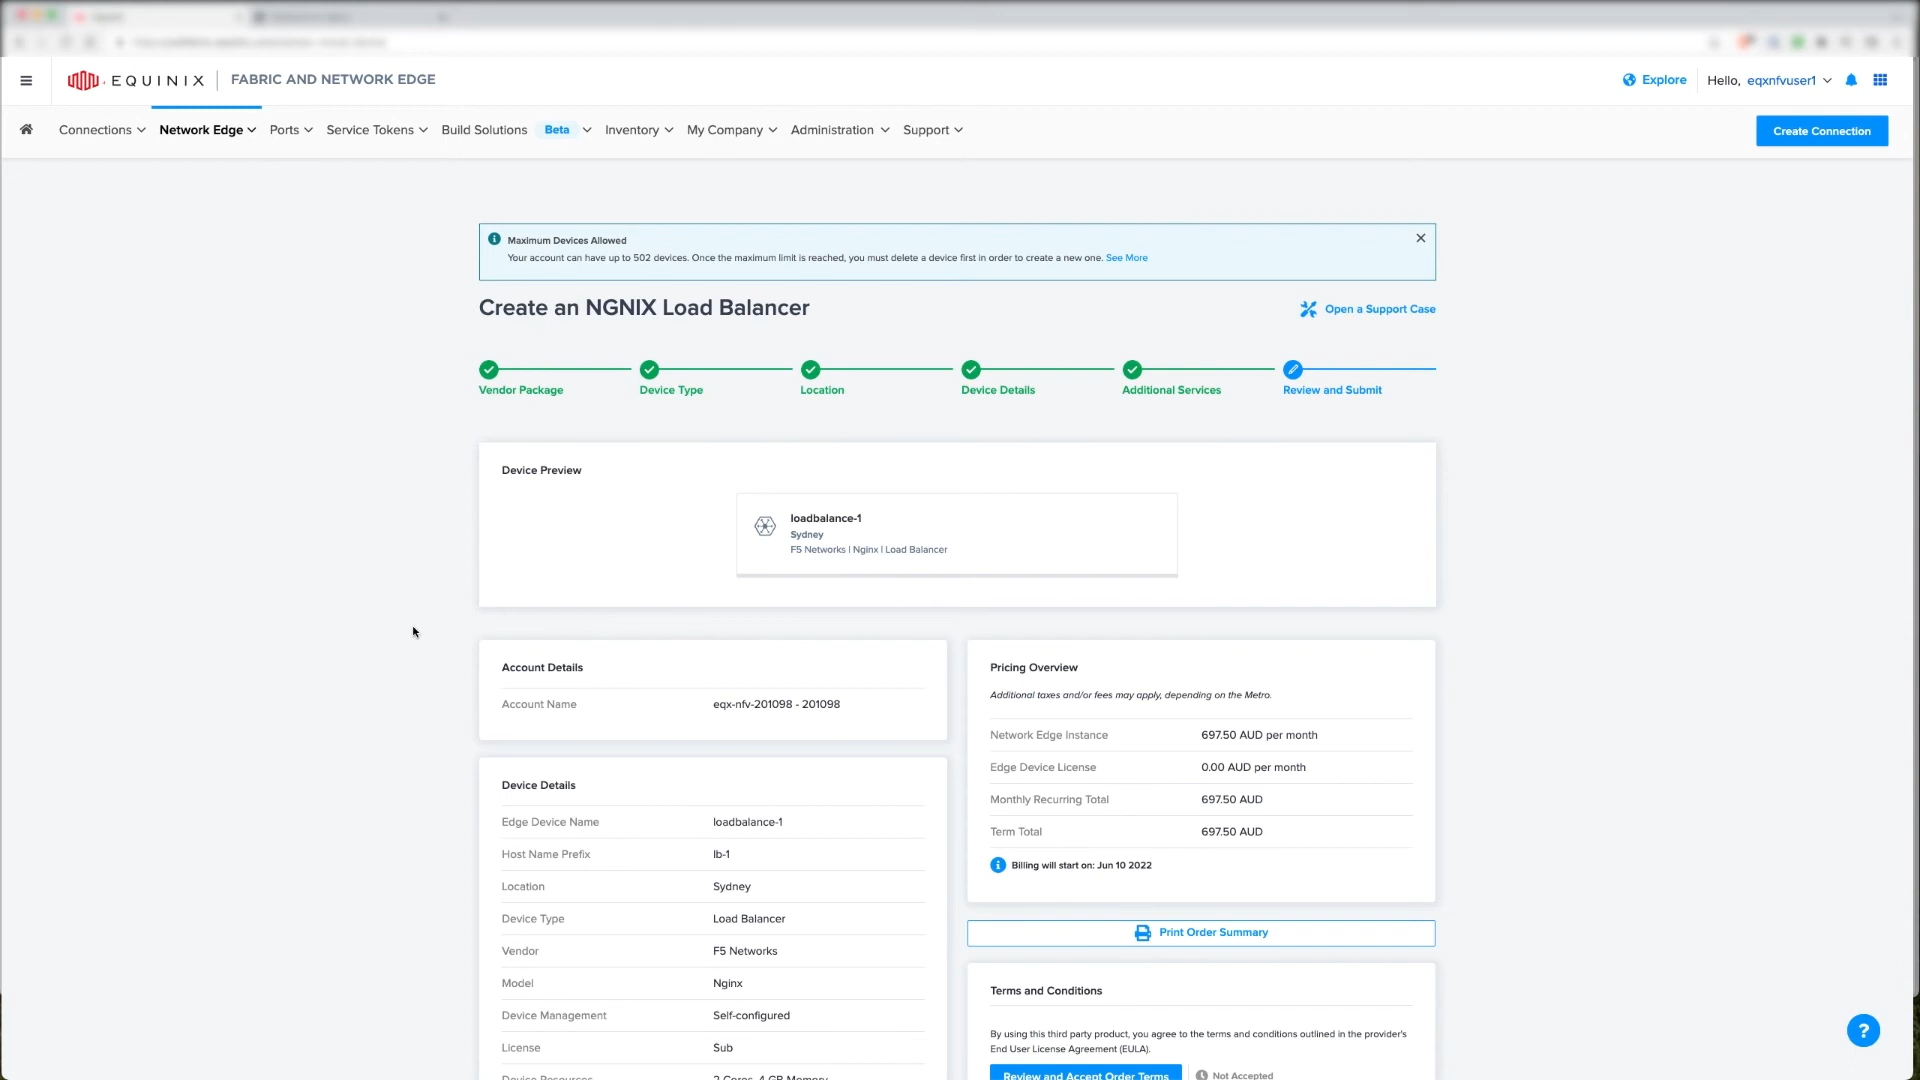 EQUINIX
FABRIC AND NETWORK EDGE
Explore
Hello, eqxnfvuser1
Connections
Network Edge
Ports
Service Tokens
Build Solutions
Beta
Inventory
My Company
Administration
Support
Create Connection
Maximum Devices Allowed
Your account can have up to 502 devices. Once the maximum limit is reached, you must delete a device first in order to create a new one. See More
Create an NGNIX Load Balancer
Open a Support Case
Vendor Package
Device Type
Location
Device Details
Additional Services
Review and Submit
Device Preview
loadbalance-1
Sydney
F5 Networks | Nginx | Load Balancer
Account Details
Account Name eqx-nfv-201098 - 201098
Device Details
Edge Device Name loadbalance-1
Host Name Prefix lb-1
Location Sydney
Device Type Load Balancer
Vendor F5 Networks
Model Nginx
Device Management Self-configured
License Sub
Device Resources 2 Cores, 4 GB Memory
Pricing Overview
Additional taxes and/or fees may apply, depending on the Metro.
Network Edge Instance 697.50 AUD per month
Edge Device License 0.00 AUD per month
Monthly Recurring Total 697.50 AUD
Term Total 697.50 AUD
Billing will start on: Jun 10 2022
Print Order Summary
Terms and Conditions
By using this third party product, you agree to the terms and conditions outlined in the provider's
End User License Agreement (EULA).
Review and Accept Order Terms
Not Accepted
?